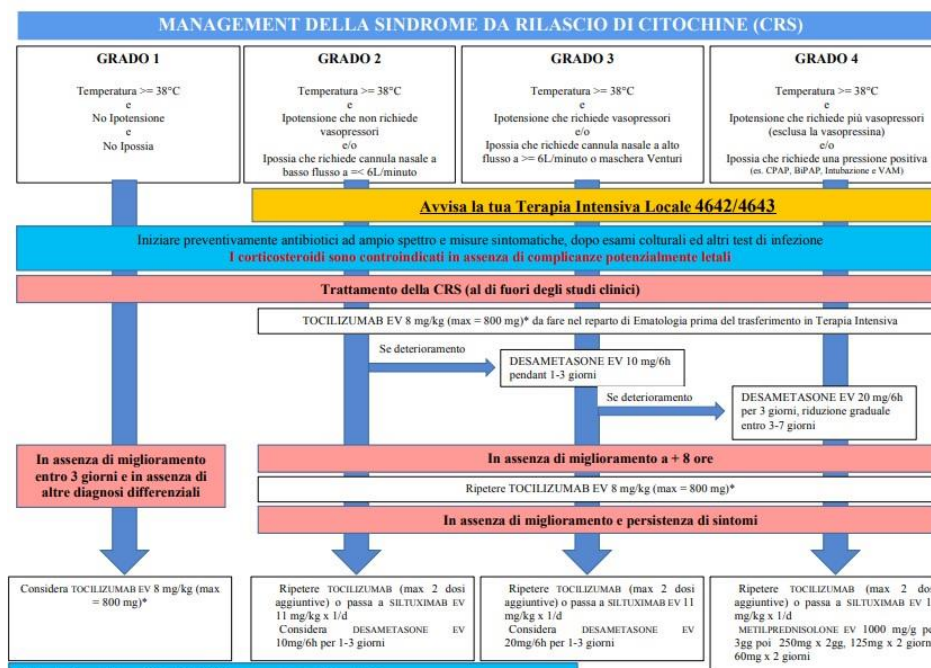 MANAGEMENT DELLA SINDROME DA RILASCIO DI CITOCHINE (CRS)
GRADO 1
Temperatura >= 38°C
e
No Ipotensione
e
No Ipossia
GRADO 2
Temperatura >= 38°C
e
Ipotensione che non richiede
vasopressori
e/o
Ipossia che richiede cannula nasale a
basso flusso a =< 6L/minuto
GRADO 3
Temperatura >= 38°C
e
Ipotensione che richiede vasopressori
e/o
Ipossia che richiede cannula nasale a alto
flusso a >= 6L/minuto o maschera Venturi
GRADO 4
Temperatura >= 38°C
e
Ipotensione che richiede più vasopressori
(esclusa la vasopressina)
e/o
Ipossia che richiede una pressione positiva
(es. CPAP, BiPAP, Intubazione e VAM)
Avvisa la tua Terapia Intensiva Locale 4642/4643
Iniziare preventivamente antibiotici ad ampio spettro e misure sintomatiche, dopo esami colturali ed altri test di infezione
I corticosteroidi sono controindicati in assenza di complicanze potenzialmente letali
Trattamento della CRS (al di fuori degli studi clinici)
TOCILIZUMAB EV 8 mg/kg (max = 800 mg)* da fare nel reparto di Ematologia prima del trasferimento in Terapia Intensiva
Se deterioramento
DESAMETASONE EV 10 mg/6h
pendant 1-3 giorni
Se deterioramento
DESAMETASONE EV 20 mg/6h
per 3 giorni, riduzione graduale
entro 3-7 giorni
In assenza di miglioramento
entro 3 giorni e in assenza di
altre diagnosi differenziali
In assenza di miglioramento a + 8 ore
Ripetere TOCILIZUMAB EV 8 mg/kg (max = 800 mg)*
In assenza di miglioramento e persistenza di sintomi
Considera TOCILIZUMAB EV 8 mg/kg (max
= 800 mg)*
Ripetere TOCILIZUMAB (max 2 dosi
aggiuntive) o passa a SILTUXIMAB EV
11 mg/kg x 1/d
Considera DESAMETASONE EV
10mg/6h per 1-3 giorni
Ripetere TOCILIZUMAB (max 2 dosi
aggiuntive) o passa a SILTUXIMAB EV 11
mg/kg x 1/d
Considera DESAMETASONE EV
20mg/6h per 1-3 giorni
Ripetere TOCILIZUMAB (max 2
aggiuntive) o passa a SILTUXIMAB EV
mg/kg x 1/d
METILPREDNISOLONE EV 1000 mg/g
3gg poi 250mg x 2gg, 125mg x 2
60mg x 2 giorni